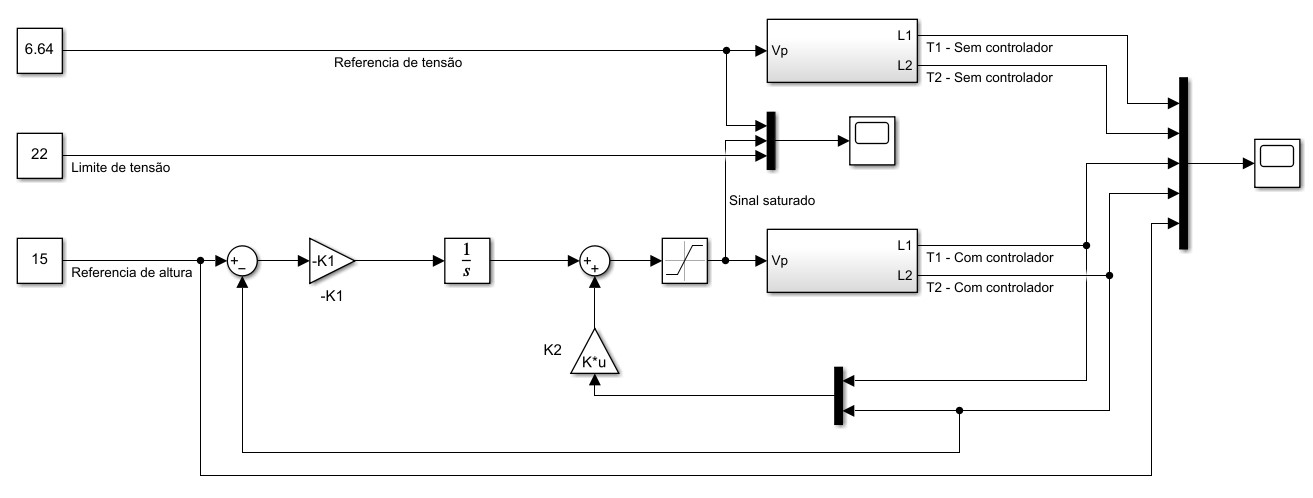 6.64
Referencia de tensão
Vp
L1
L2
T1 - Sem controlador
T2 - Sem controlador
22
Limite de tensão
Sinal saturado
15
Referencia de altura
+
−
-K1
-K1
1
s
+
+
Vp
L1
L2
T1 - Com controlador
T2 - Com controlador
K2
K*u